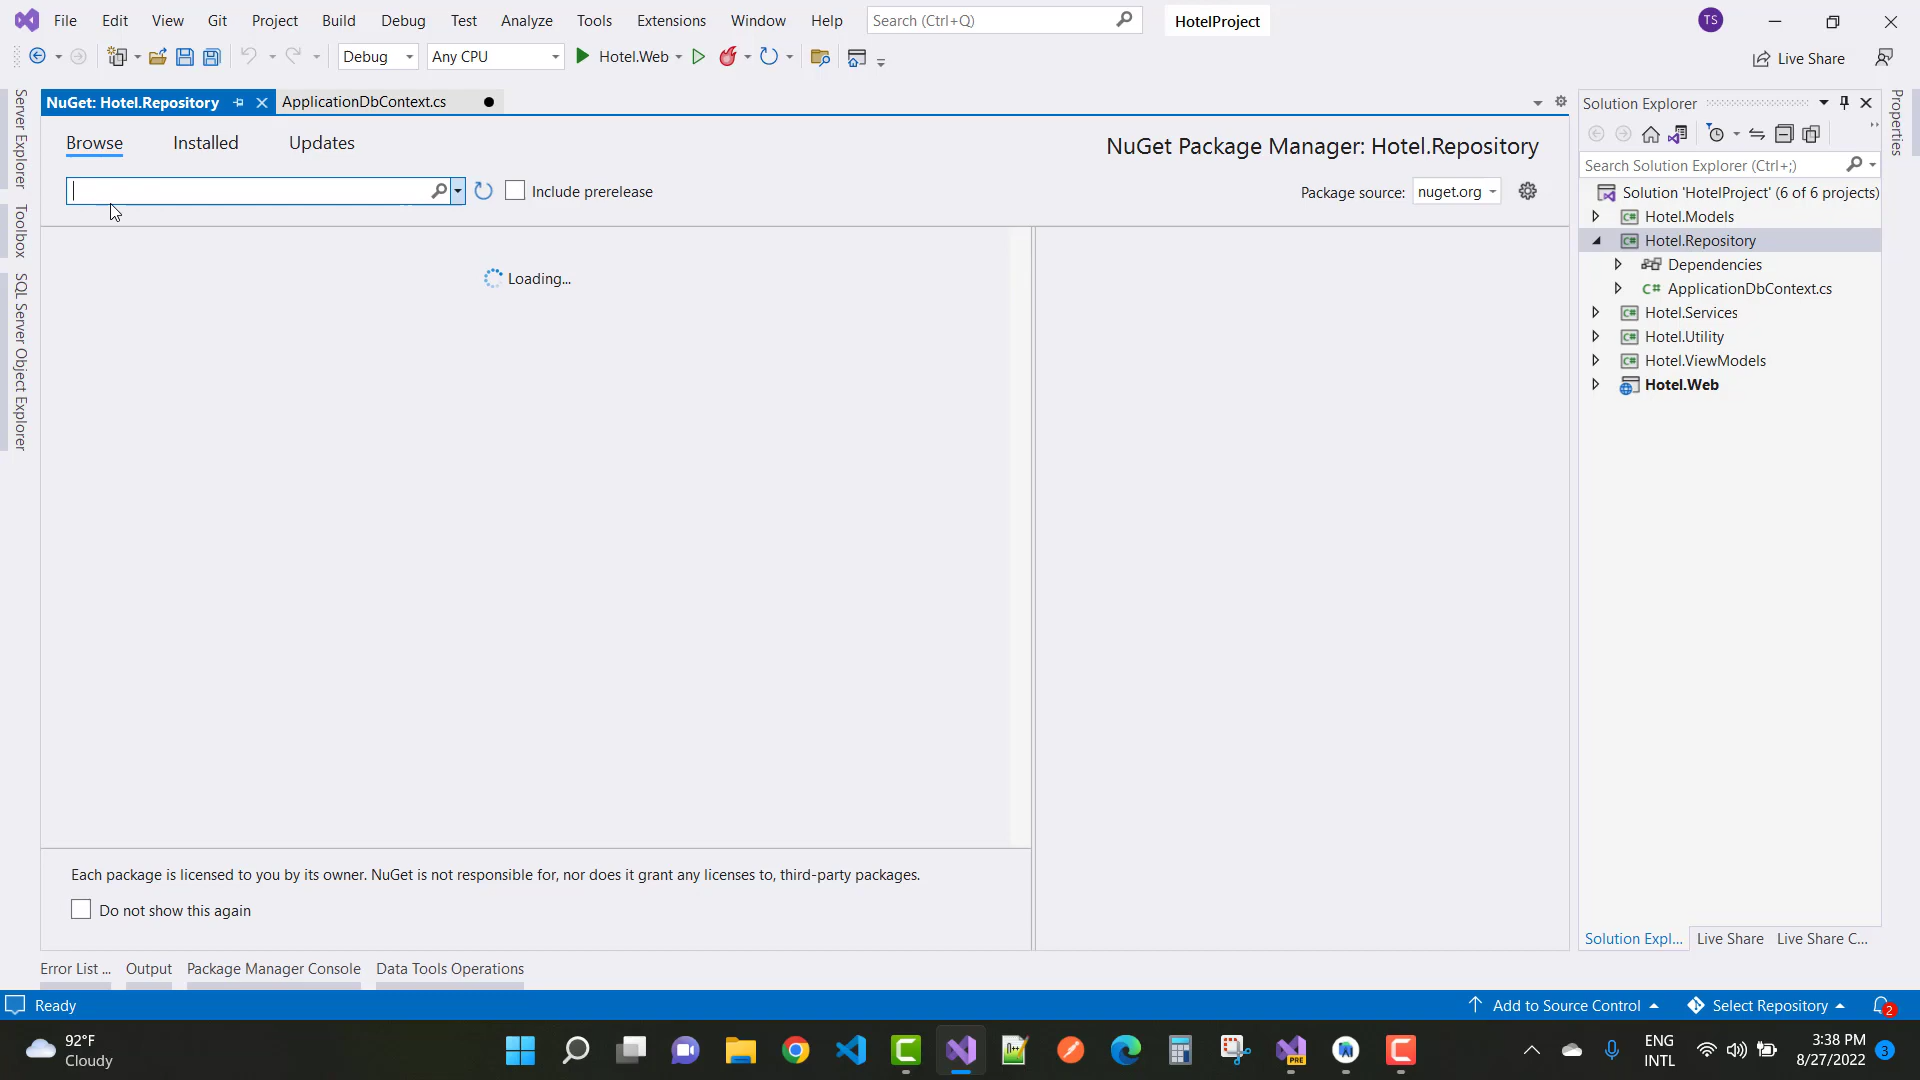 File Edit View Git Project Build Debug Test Analyze Tools Extensions Window Help Search (Ctrl+Q) HotelProject TS
Debug Any CPU Hotel.Web Live Share
Server Explorer
Toolbox
SQL Server Object Explorer
NuGet: Hotel.Repository ApplicationDbContext.cs
Browse Installed Updates
NuGet Package Manager: Hotel.Repository
Include prerelease
Package source: nuget.org
Loading...
Each package is licensed to you by its owner. NuGet is not responsible for, nor does it grant any licenses to, third-party packages.
Do not show this again
Solution Explorer
Search Solution Explorer (Ctrl+;)
Solution 'HotelProject' (6 of 6 projects)
Hotel.Models
Hotel.Repository
Dependencies
C# ApplicationDbContext.cs
Hotel.Services
Hotel.Utility
Hotel.ViewModels
Hotel.Web
Solution Expl... Live Share Live Share C...
Properties
Error List ... Output Package Manager Console Data Tools Operations
Ready Add to Source Control Select Repository 2
92°F
Cloudy
PRE
ENG
INTL
3:38 PM
8/27/2022
3